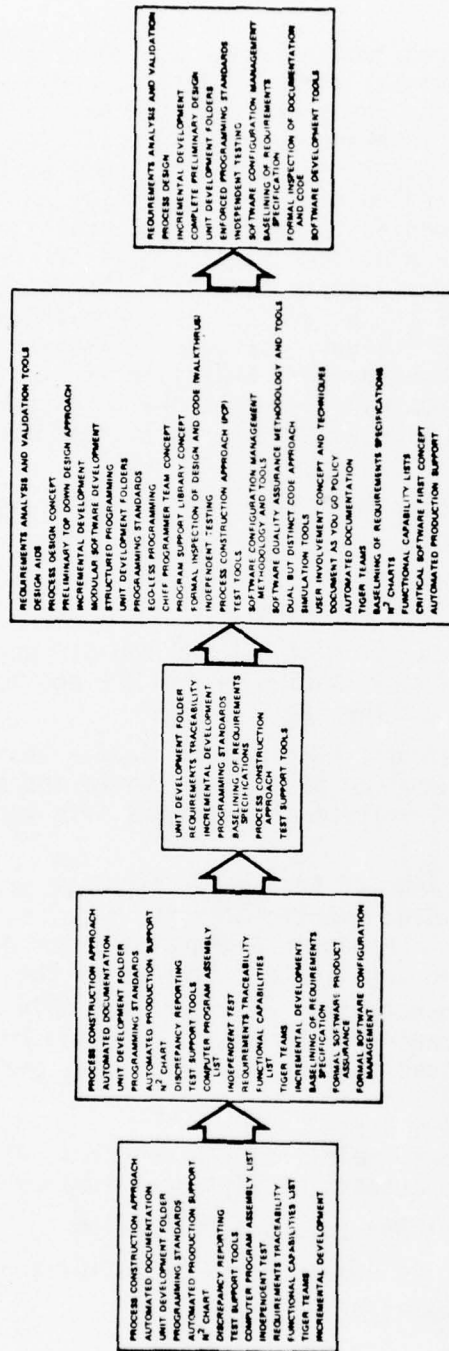 PROCESS CONSTRUCTION APPROACH
AUTOMATED DOCUMENTATION
UNIT DEVELOPMENT FOLDER
PROGRAMMING STANDARDS
AUTOMATED PRODUCTION SUPPORT
N² CHART
DISCREPANCY REPORTING
TEST SUPPORT TOOLS
COMPUTER PROGRAM ASSEMBLY LIST
INDEPENDENT TEST
REQUIREMENTS TRACEABILITY
FUNCTIONAL CAPABILITIES LIST
TIGER TEAMS
INCREMENTAL DEVELOPMENT
PROCESS CONSTRUCTION APPROACH
AUTOMATED DOCUMENTATION
UNIT DEVELOPMENT FOLDER
PROGRAMMING STANDARDS
AUTOMATED PRODUCTION SUPPORT
N² CHART
DISCREPANCY REPORTING
TEST SUPPORT TOOLS
COMPUTER PROGRAM ASSEMBLY
LIST
INDEPENDENT TEST
REQUIREMENTS TRACEABILITY
FUNCTIONAL CAPABILITIES
LIST
TIGER TEAMS
INCREMENTAL DEVELOPMENT
BASELINING OF REQUIREMENTS
SPECIFICATION
FORMAL SOFTWARE PRODUCT
ASSURANCE
FORMAL SOFTWARE CONFIGURATION
MANAGEMENT
UNIT DEVELOPMENT FOLDER
REQUIREMENTS TRACEABILITY
INCREMENTAL DEVELOPMENT
PROGRAMMING STANDARDS
BASELINING OF REQUIREMENTS
SPECIFICATIONS
PROCESS CONSTRUCTION
APPROACH
TEST SUPPORT TOOLS
REQUIREMENTS ANALYSIS AND VALIDATION TOOLS
DESIGN AIDS
PROCESS DESIGN CONCEPT
PRELIMINARY TOP DOWN DESIGN APPROACH
INCREMENTAL DEVELOPMENT
MODULAR SOFTWARE DEVELOPMENT
STRUCTURED PROGRAMMING
UNIT DEVELOPMENT FOLDERS
PROGRAMMING STANDARDS
EGO-LESS PROGRAMMING
CHIEF PROGRAMMER TEAM CONCEPT
PROGRAM SUPPORT LIBRARY CONCEPT
FORMAL INSPECTION OF DESIGN AND CODE (WALKTHRUS)
INDEPENDENT TESTING
PROCESS CONSTRUCTION APPROACH (PCP)
TEST TOOLS
SOFTWARE CONFIGURATION MANAGEMENT
METHODOLOGY AND TOOLS
SOFTWARE QUALITY ASSURANCE METHODOLOGY AND TOOLS
DUAL BUT DISTINCT CODE APPROACH
SIMULATION TOOLS
USER INVOLVEMENT CONCEPT AND TECHNIQUES
DOCUMENT AS YOU GO POLICY
AUTOMATED DOCUMENTATION
TIGER TEAMS
BASELINING OF REQUIREMENTS SPECIFICATIONS
N² CHARTS
FUNCTIONAL CAPABILITY LISTS
CRITICAL SOFTWARE FIRST CONCEPT
AUTOMATED PRODUCTION SUPPORT
REQUIREMENTS ANALYSIS AND VALIDATION
PROCESS DESIGN
INCREMENTAL DEVELOPMENT
COMPLETE PRELIMINARY DESIGN
UNIT DEVELOPMENT FOLDERS
ENFORCED PROGRAMMING STANDARDS
INDEPENDENT TESTING
SOFTWARE CONFIGURATION MANAGEMENT
BASELINING OF REQUIREMENTS
SPECIFICATION
FORMAL INSPECTION OF DOCUMENTATION
AND CODE
SOFTWARE DEVELOPMENT TOOLS